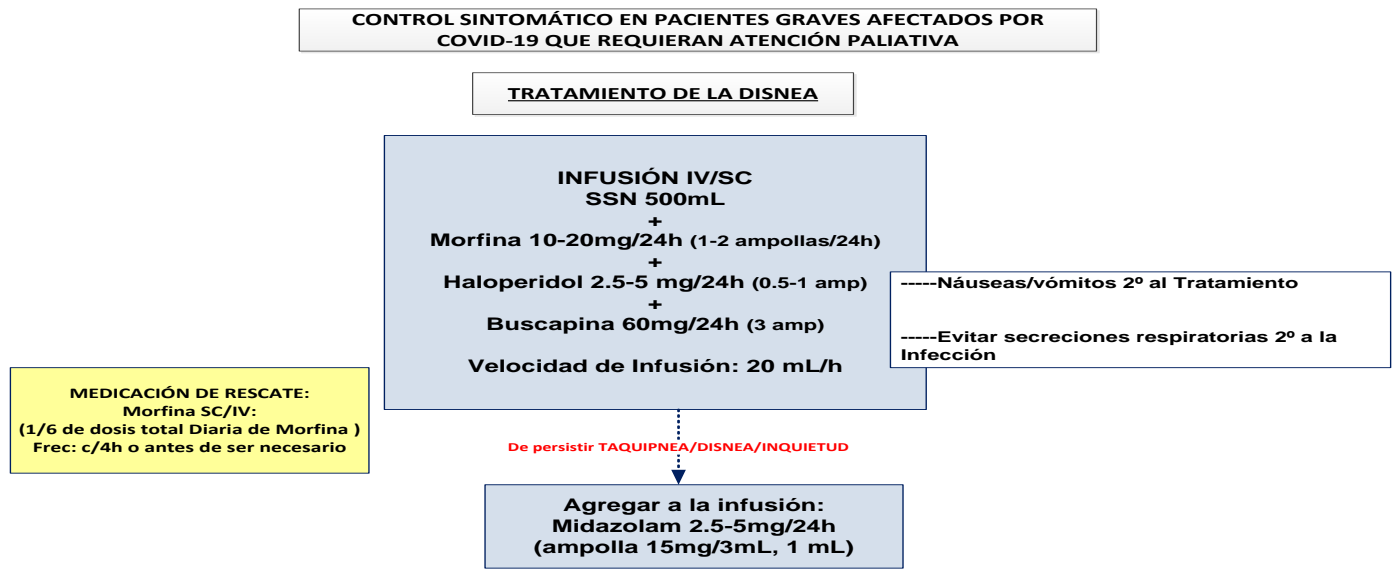 CONTROL SINTOMÁTICO EN PACIENTES GRAVES AFECTADOS POR
COVID-19 QUE REQUIERAN ATENCIÓN PALIATIVA
TRATAMIENTO DE LA DISNEA
INFUSIÓN IV/SC
SSN 500mL
+
Morfina 10-20mg/24h (1-2 ampollas/24h)
+
Haloperidol 2.5-5 mg/24h (0.5-1 amp)
+
Buscapina 60mg/24h (3 amp)
Velocidad de Infusión: 20 mL/h
-----Náuseas/vómitos 2º al Tratamiento
-----Evitar secreciones respiratorias 2º a la
Infección
MEDICACIÓN DE RESCATE:
Morfina SC/IV:
(1/6 de dosis total Diaria de Morfina )
Frec: c/4h o antes de ser necesario
De persistir TAQUIPNEA/DISNEA/INQUIETUD
Agregar a la infusión:
Midazolam 2.5-5mg/24h
(ampolla 15mg/3mL, 1 mL)